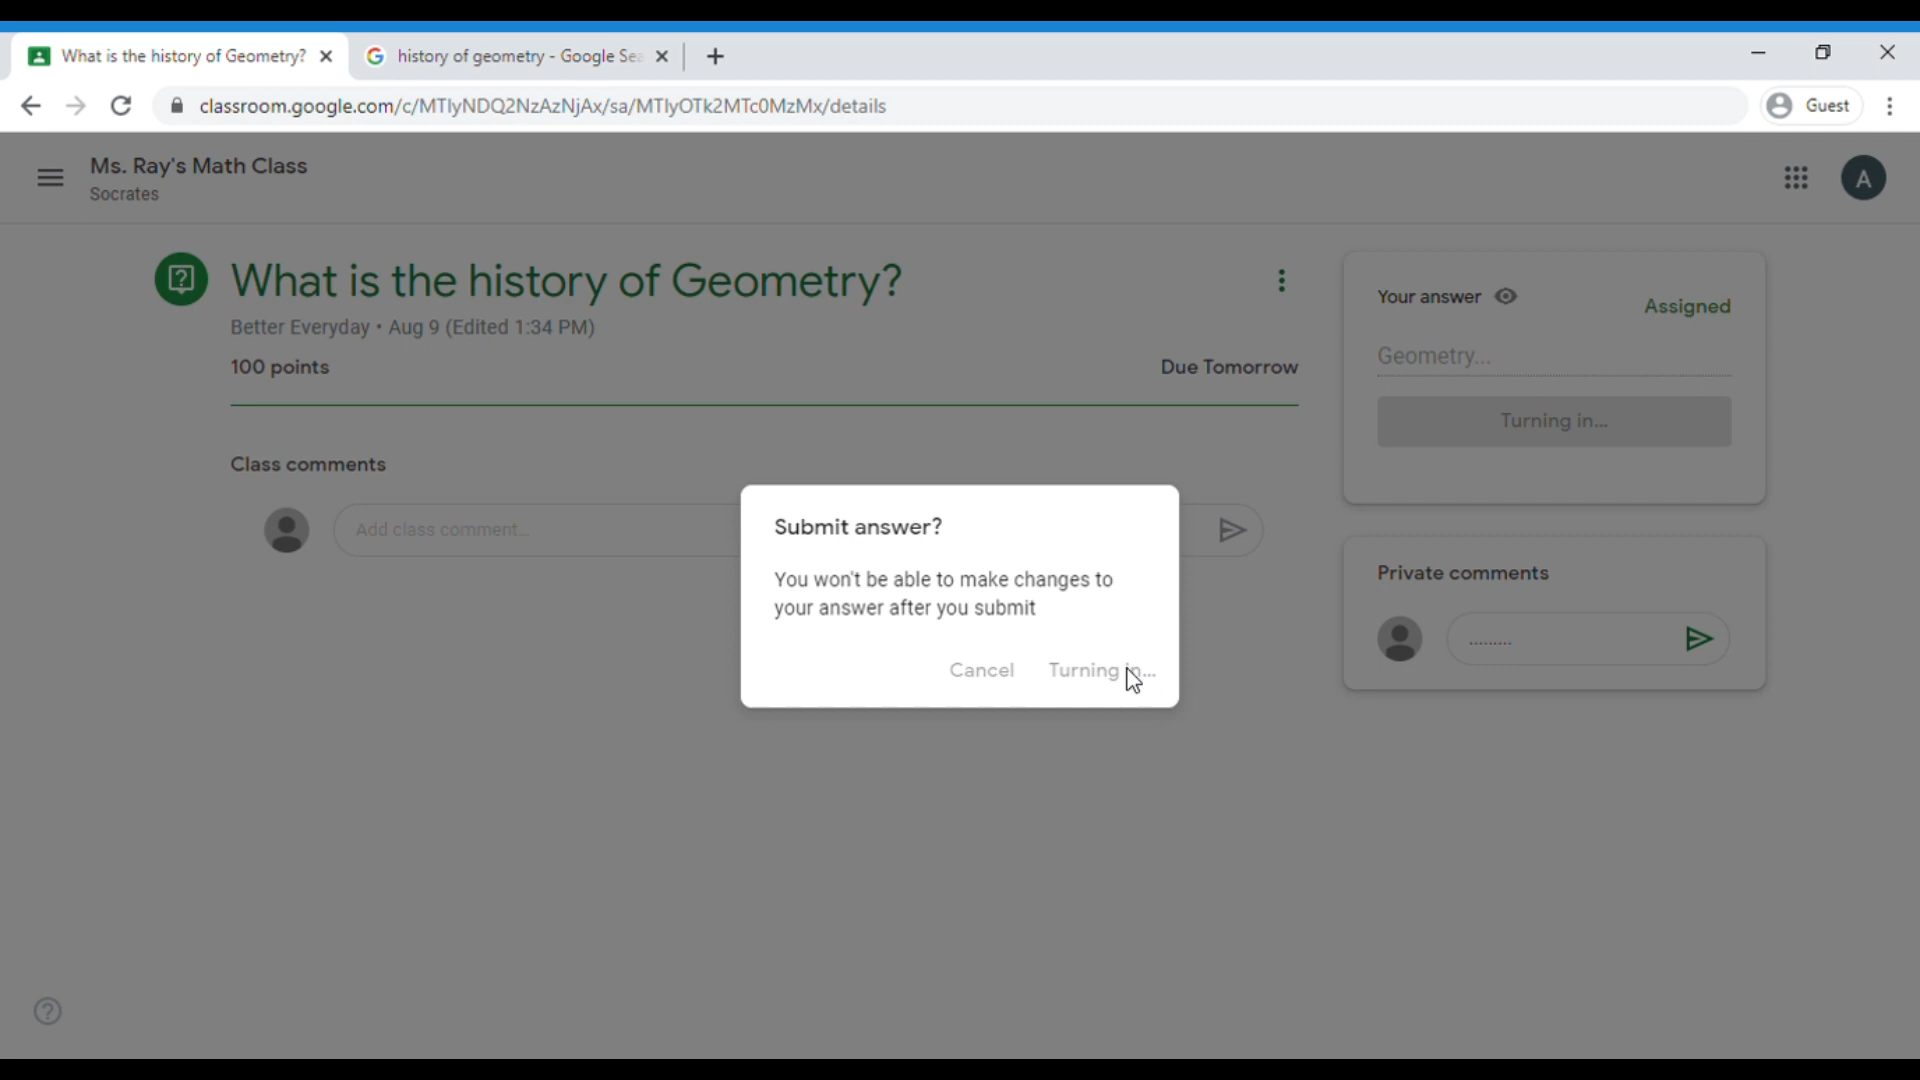 What is the history of Geometry?
history of geometry - Google Sea
classroom.google.com/c/MTIyNDQ2NzAzNjAx/sa/MTIyOTk2MTc0MzMx/details
Guest
Ms. Ray's Math Class
Socrates
A
What is the history of Geometry?
Better Everyday • Aug 9 (Edited 1:34 PM)
100 points
Due Tomorrow
Your answer
Assigned
Geometry...
Turning in...
Class comments
Add class comment...
Submit answer?
You won't be able to make changes to
your answer after you submit
Cancel
Turning in...
Private comments
.........